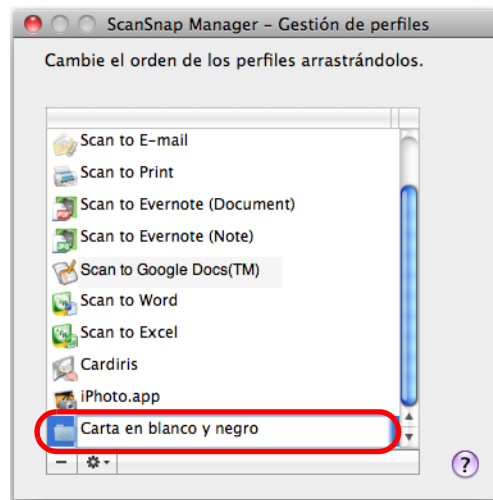 ScanSnap Manager – Gestión de perfiles
Cambie el orden de los perfiles arrastrándolos.
Scan to E-mail
Scan to Print
Scan to Evernote (Document)
Scan to Evernote (Note)
Scan to Google Docs(TM)
Scan to Word
Scan to Excel
Cardiris
iPhoto.app
Carta en blanco y negro
?